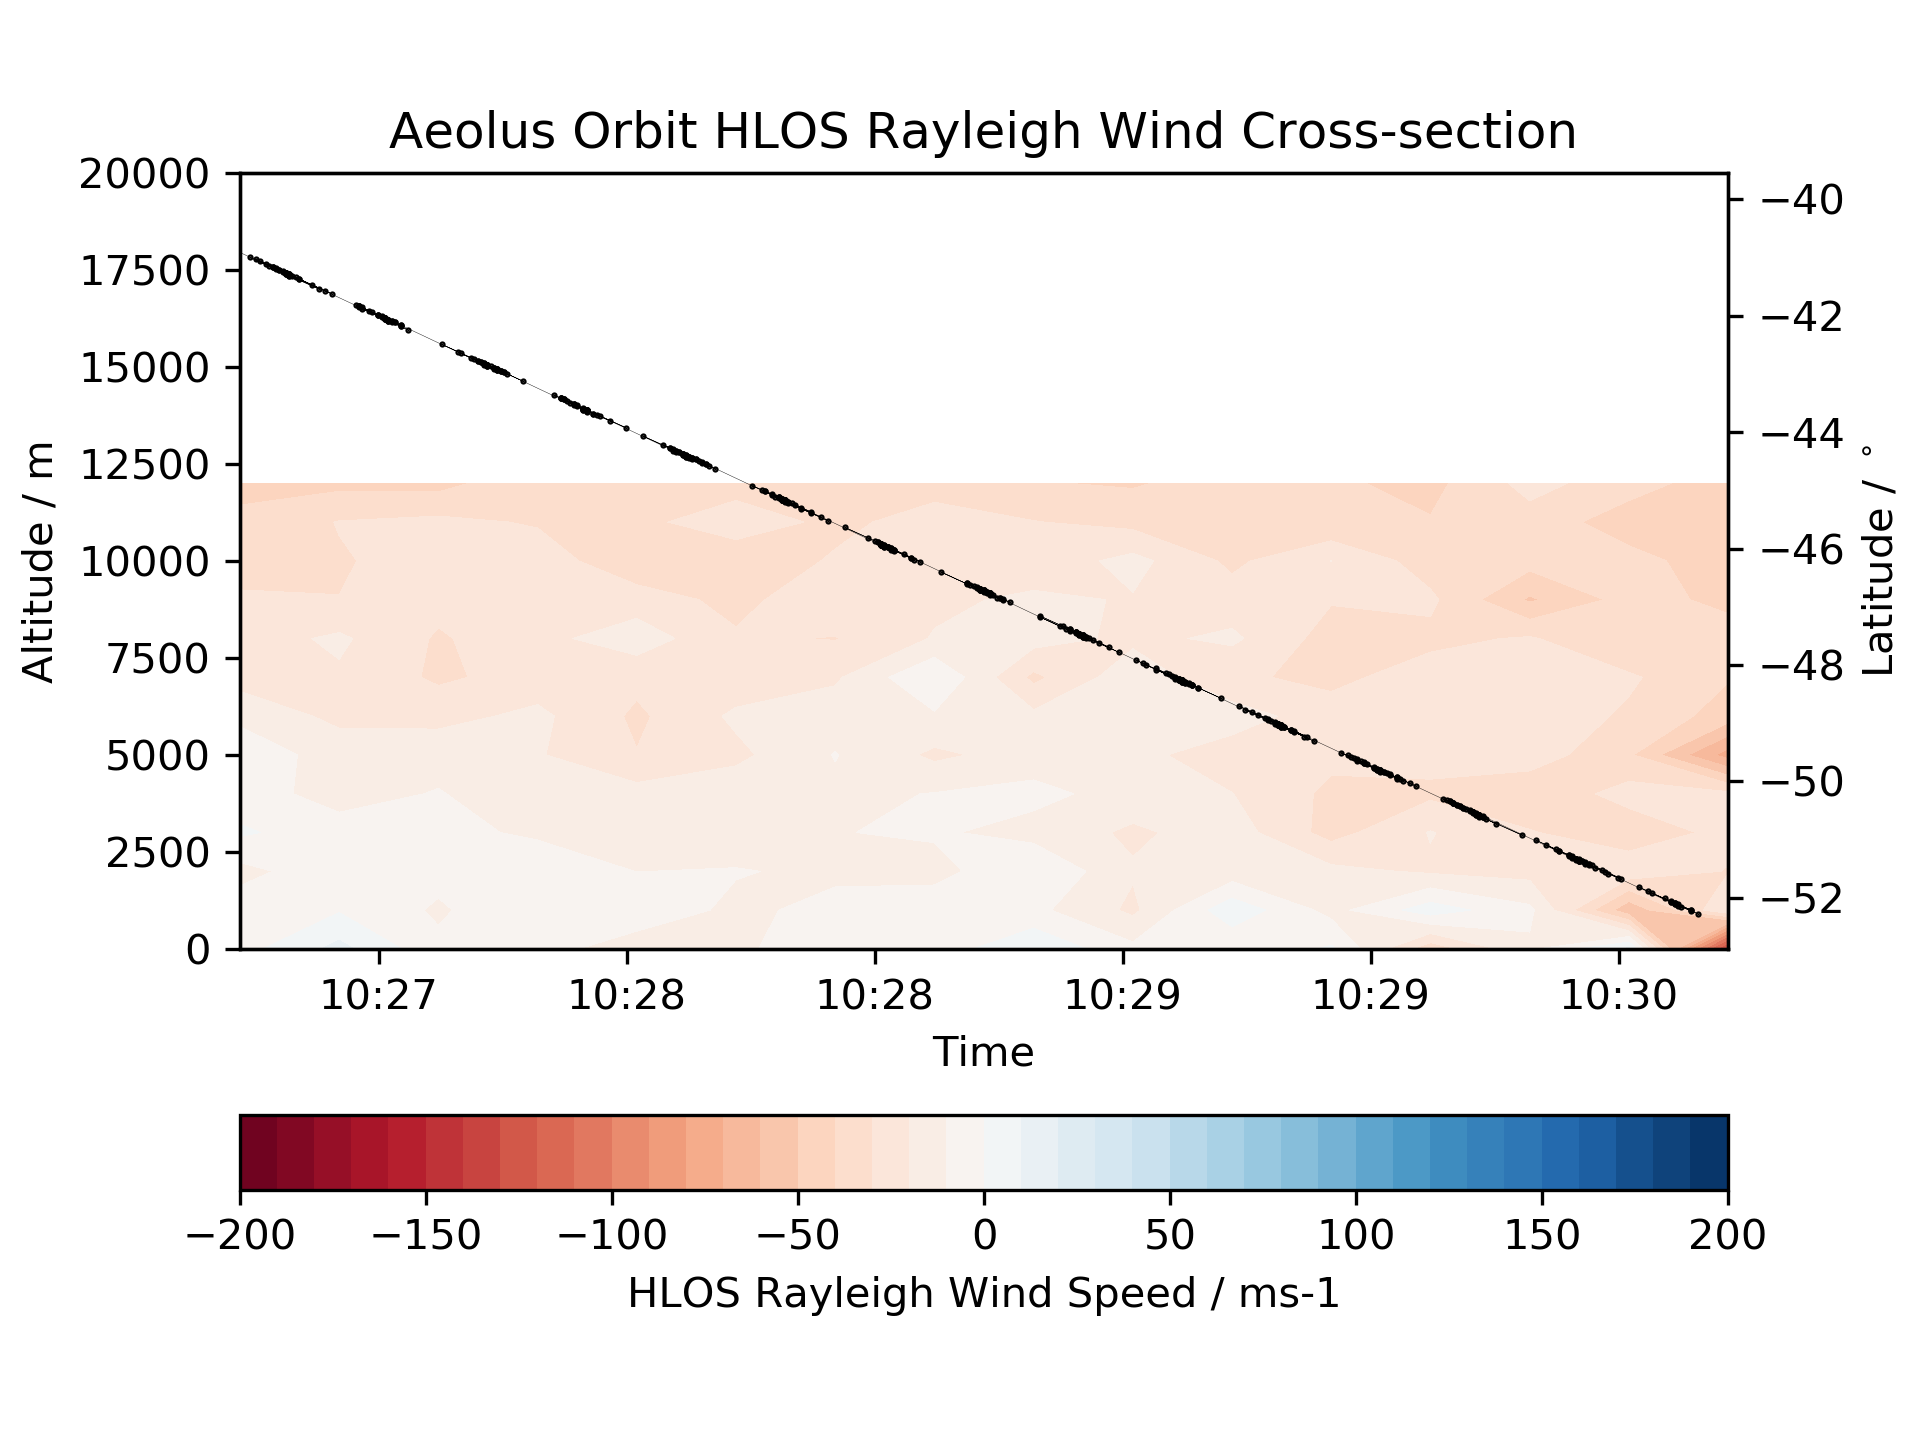 Aeolus Orbit HLOS Rayleigh Wind Cross-section
20000
17500
15000
12500
10000
7500
5000
2500
0
Altitude / m
−40
−42
−44
−46
−48
−50
−52
Latitude / °
10:27 10:28 10:28 10:29 10:29 10:30
Time
−200 −150 −100 −50 0 50 100 150 200
HLOS Rayleigh Wind Speed / ms-1